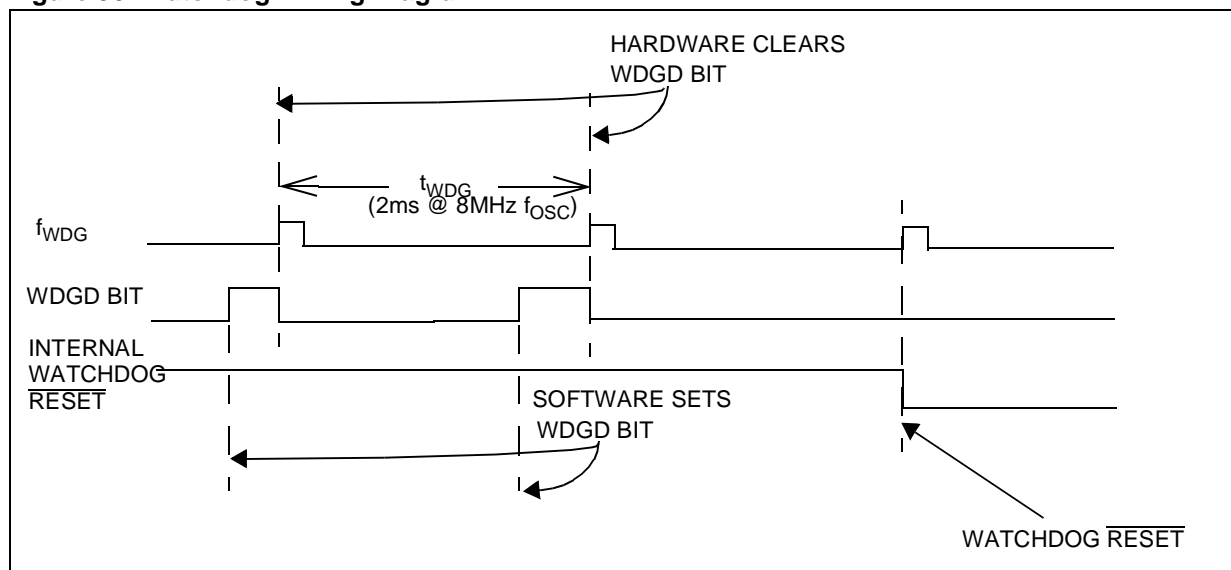 HARDWARE CLEARS
WDGD BIT
tWDG
(2ms @ 8MHz fOSC)
fWDG
WDGD BIT
INTERNAL
WATCHDOG
RESET
SOFTWARE SETS
WDGD BIT
WATCHDOG RESET